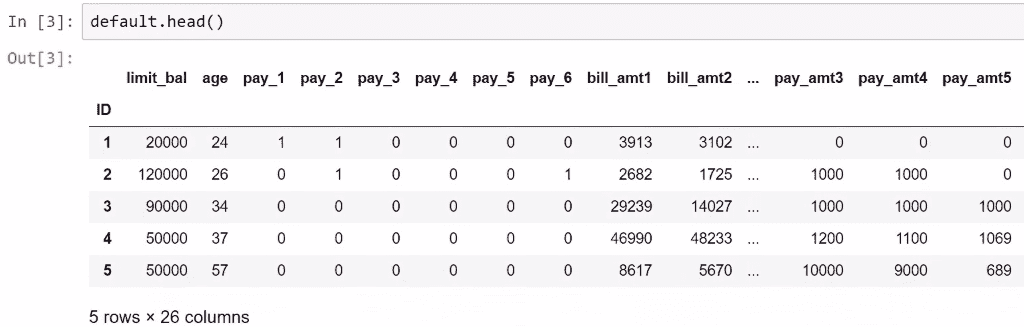 In [3]: default.head()
Out[3]:
limit_bal age pay_1 pay_2 pay_3 pay_4 pay_5 pay_6 bill_amt1 bill_amt2 ... pay_amt3 pay_amt4 pay_amt5
ID
1 20000 24 1 1 0 0 0 0 3913 3102 ... 0 0 0
2 120000 26 0 1 0 0 0 1 2682 1725 ... 1000 1000 0
3 90000 34 0 0 0 0 0 0 29239 14027 ... 1000 1000 1000
4 50000 37 0 0 0 0 0 0 46990 48233 ... 1200 1100 1069
5 50000 57 0 0 0 0 0 0 8617 5670 ... 10000 9000 689
5 rows × 26 columns